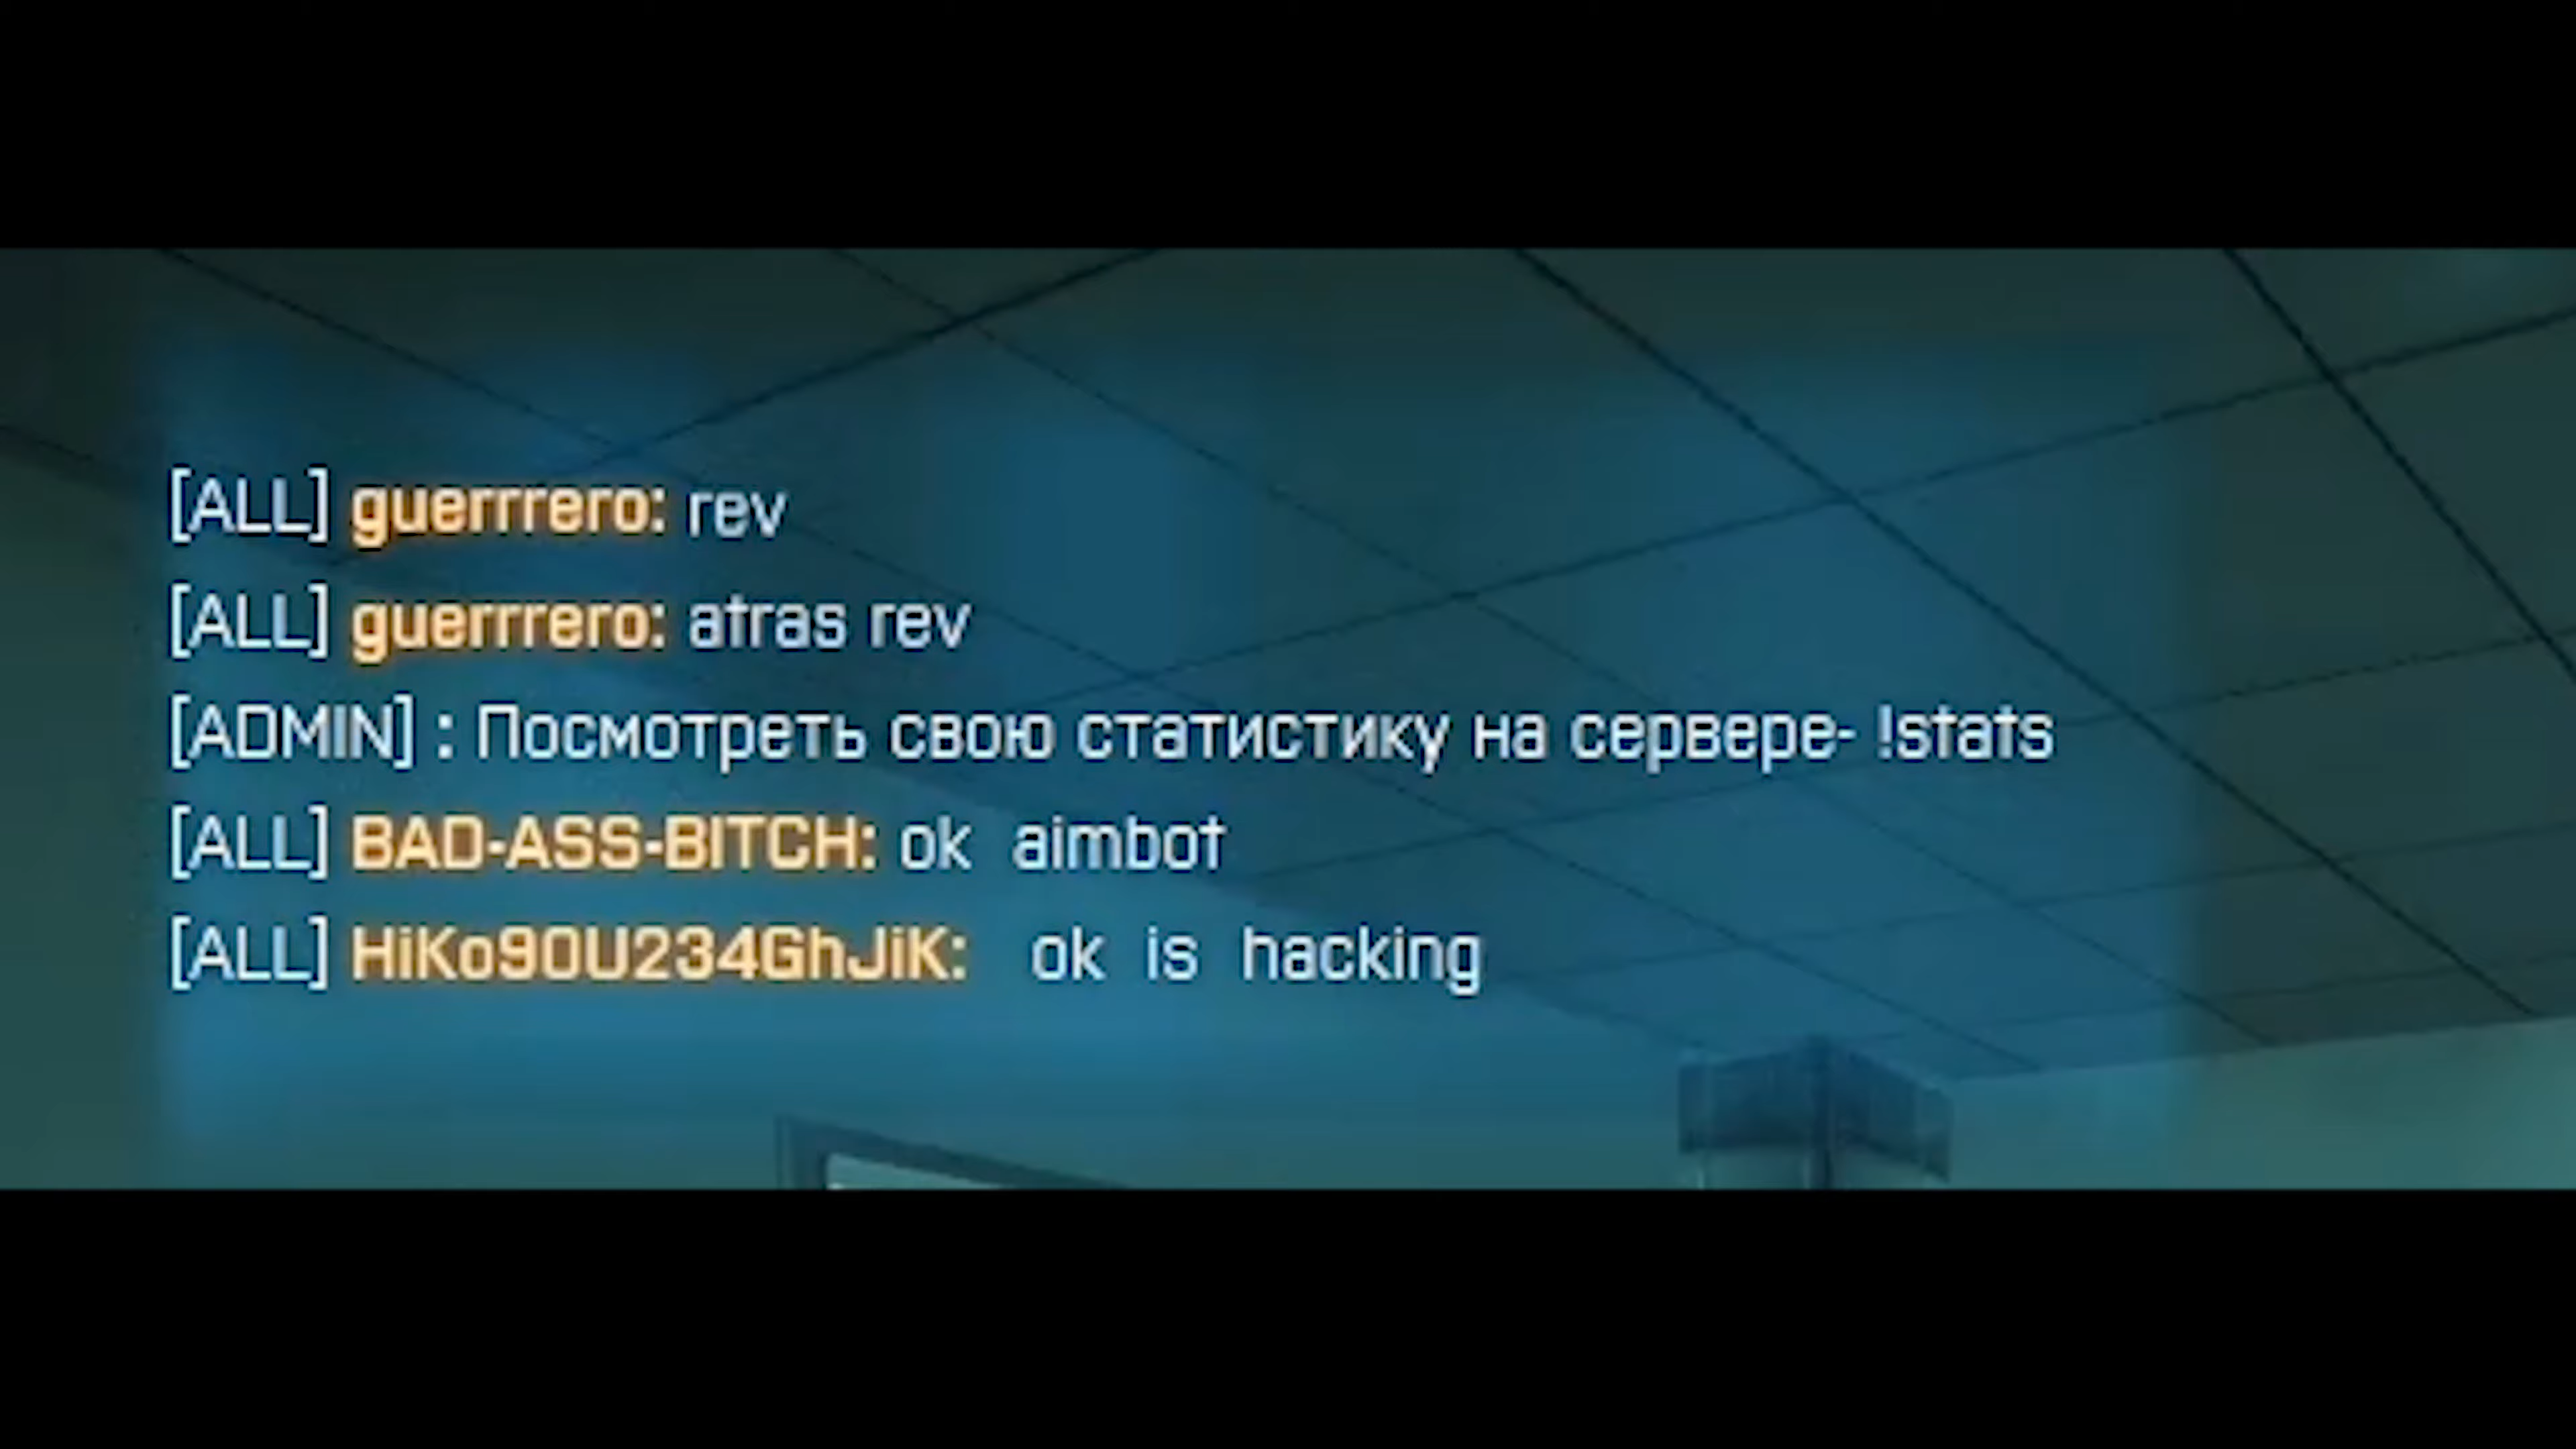 [ALL] guerrrero: rev
[ALL] guerrrero: atras rev
[ADMIN] : Посмотреть свою статистику на сервере- !stats
[ALL] BAD-ASS-BITCH: ok aimbot
[ALL] HiKo90U234GhJiK: ok is hacking